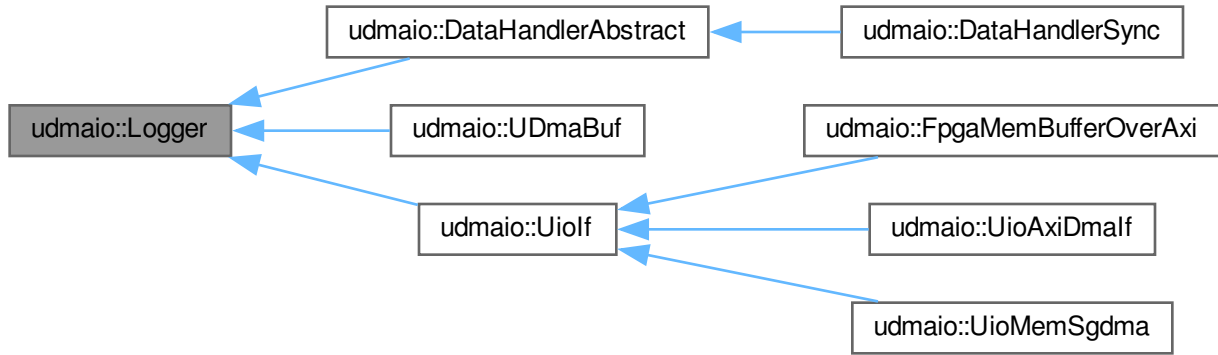 udmaio::Logger
udmaio::DataHandlerAbstract
udmaio::DataHandlerSync
udmaio::UDmaBuf
udmaio::UioIf
udmaio::FpgaMemBufferOverAxi
udmaio::UioAxiDmaIf
udmaio::UioMemSgdma